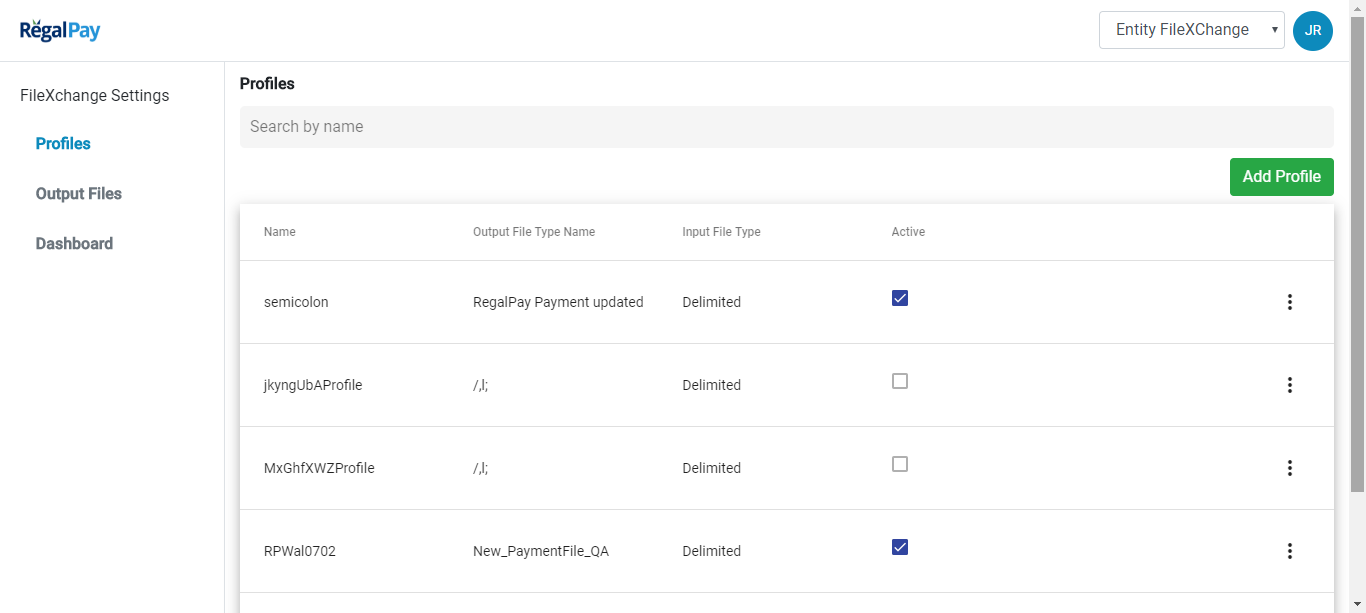 RegalPay
Entity FileXChange
JR
FileXchange Settings
Profiles
Output Files
Dashboard
Profiles
Search by name
Add Profile
Name Output File Type Name Input File Type Active
semicolon RegalPay Payment updated Delimited
jkyngUbAProfile /,l; Delimited
MxGhfXWZProfile /,l; Delimited
RPWal0702 New_PaymentFile_QA Delimited